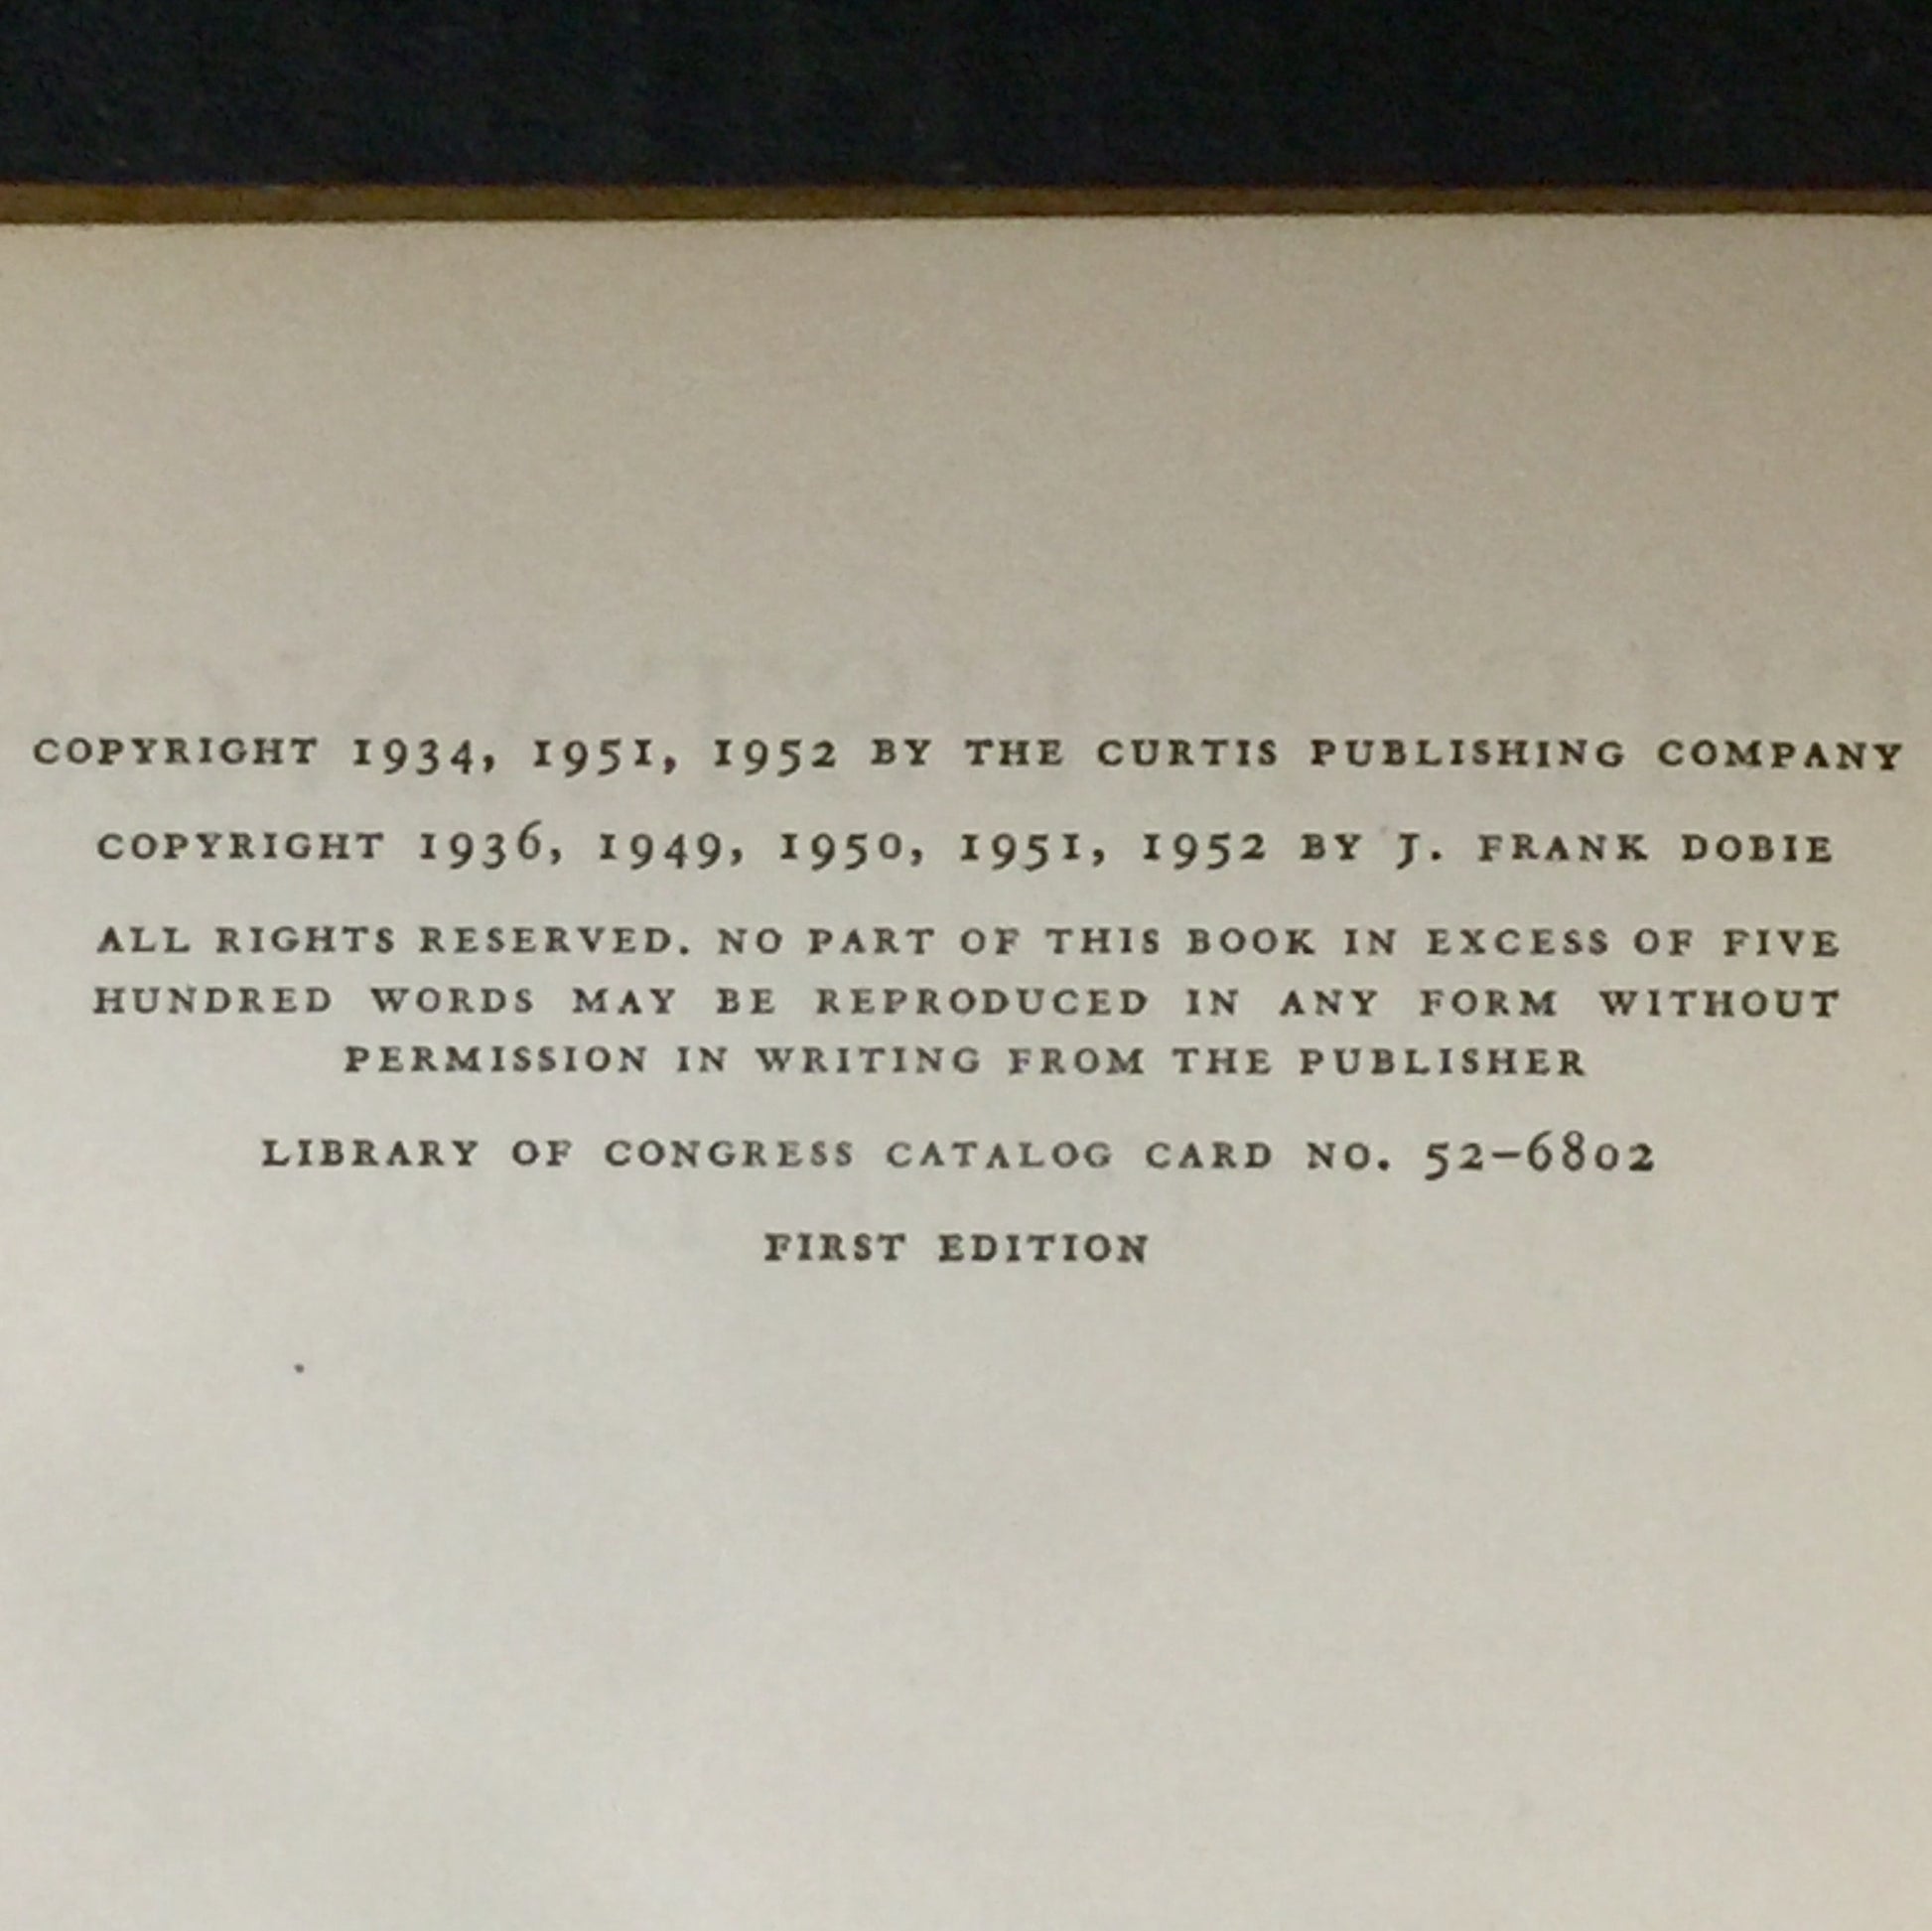 COPYRIGHT 1934, 1951, 1952 BY THE CURTIS PUBLISHING COMPANY
COPYRIGHT 1936, 1949, 1950, 1951, 1952 BY J. FRANK DOBIE
ALL RIGHTS RESERVED. NO PART OF THIS BOOK IN EXCESS OF FIVE
HUNDRED WORDS MAY BE REPRODUCED IN ANY FORM WITHOUT
PERMISSION IN WRITING FROM THE PUBLISHER
LIBRARY OF CONGRESS CATALOG CARD NO. 52–6802
FIRST EDITION